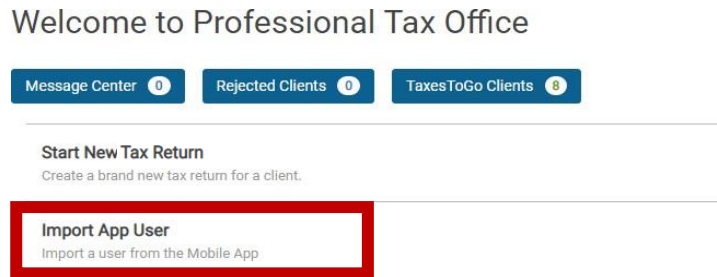 Welcome to Professional Tax Office
Message Center 0 Rejected Clients 0 TaxesToGo Clients 8
Start New Tax Return
Create a brand new tax return for a client.
Import App User
Import a user from the Mobile App